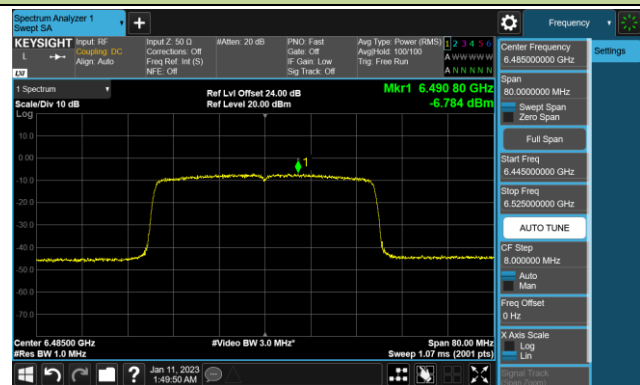 Spectrum Analyzer 1
Swept SA
Frequency
KEYSIGHT
L
LXI
Input: RF
Coupling: DC
Align: Auto
Input Z: 50 Ω
Corrections: Off
Freq Ref: Int (S)
NFE: Off
#Atten: 20 dB
PNO: Fast
Gate: Off
IF Gain: Low
Sig Track: Off
Avg Type: Power (RMS)
Avg|Hold: 100/100
Trig: Free Run
1 2 3 4 5 6
A W W W W W
A N N N N N
Settings
Center Frequency
6.485000000 GHz
Span
80.0000000 MHz
Swept Span
Zero Span
Full Span
Start Freq
6.445000000 GHz
Stop Freq
6.525000000 GHz
AUTO TUNE
CF Step
8.000000 MHz
Auto
Man
Freq Offset
0 Hz
X Axis Scale
Log
Lin
Signal Track
(Span Zoom)
1 Spectrum
Scale/Div 10 dB
Log
Ref Lvl Offset 24.00 dB
Ref Level 20.00 dBm
Mkr1 6.490 80 GHz
-6.784 dBm
1
10.0
0.00
-10.0
-20.0
-30.0
-40.0
-50.0
-60.0
-70.0
Center 6.48500 GHz
#Res BW 1.0 MHz
#Video BW 3.0 MHz*
Span 80.00 MHz
Sweep 1.07 ms (2001 pts)
?
Jan 11, 2023
1:49:50 AM